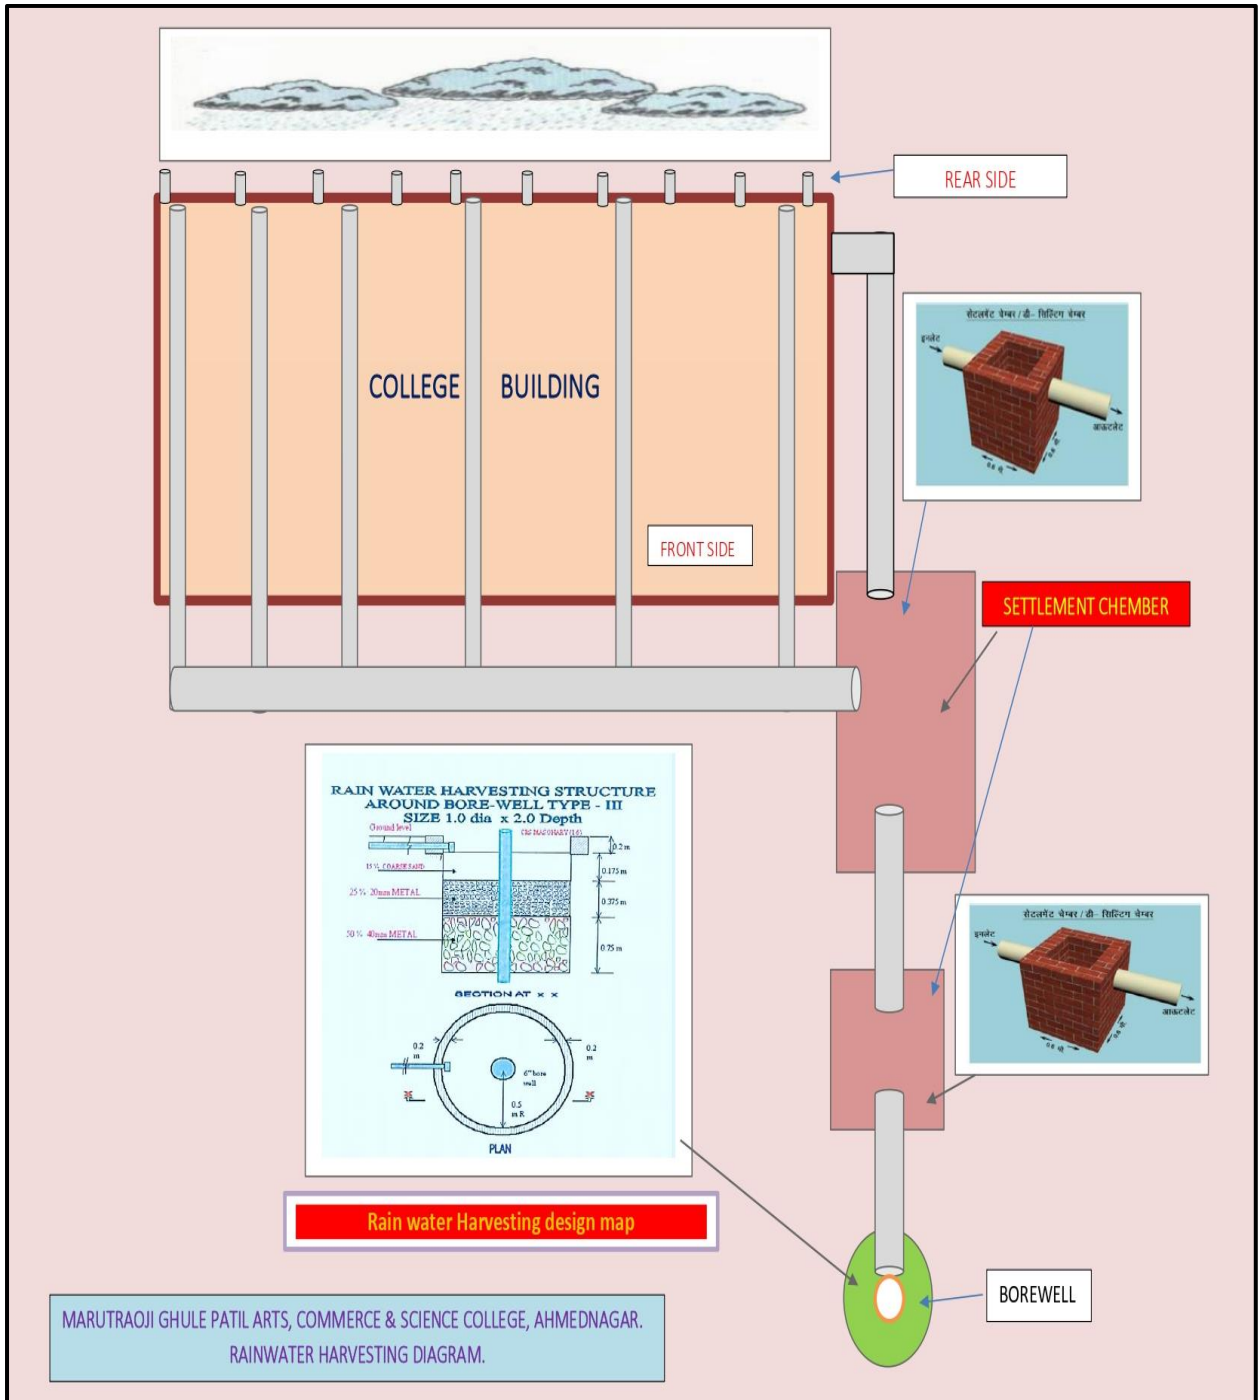 REAR SIDE
सेटलमेंट चेम्बर / डी- सिल्टिंग चेम्बर
इनलेट
आऊटलेट
COLLEGE BUILDING
FRONT SIDE
SETTLEMENT CHEMBER
RAIN WATER HARVESTING STRUCTURE
AROUND BORE-WELL TYPE - III
SIZE 1.0 dia x 2.0 Depth
Ground level
0.2 m
15 % COARSE SAND
0.175 m
25 % 20mm METAL
0.375 m
50 % 40mm METAL
0.75 m
SECTION AT x x
0.2 m
0.2 m
6" bore well
0.5 m R
PLAN
सेटलमेंट चेम्बर / डी- सिल्टिंग चेम्बर
इनलेट
आऊटलेट
Rain water Harvesting design map
BOREWELL
MARUTRAOJI GHULE PATIL ARTS, COMMERCE & SCIENCE COLLEGE, AHMEDNAGAR.
RAINWATER HARVESTING DIAGRAM.